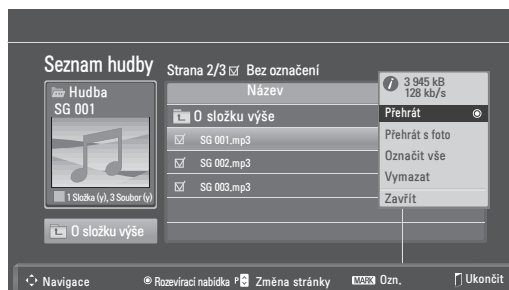 Seznam hudby
Strana 2/3 Bez označení
Hudba
SG 001
1 Složka (y), 3 Soubor (y)
O složku výše
Název
O složku výše
SG 001.mp3
SG 002.mp3
SG 003.mp3
3 945 kB
128 kb/s
Přehrát
Přehrát s foto
Označit vše
Vymazat
Zavřít
Navigace Rozevírací nabídka P Změna stránky MARK Ozn. Ukončit